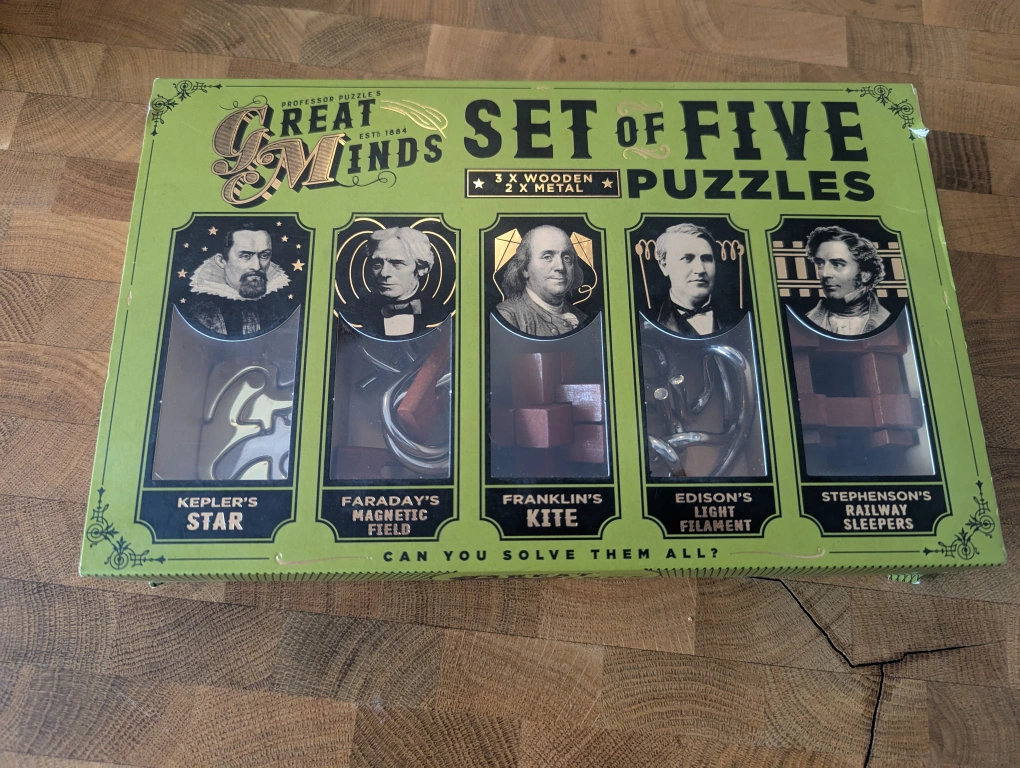 PROFESSOR PUZZLE'S
GREAT
ESTD 1884
MINDS
SET OF FIVE
3 X WOODEN
2 X METAL
PUZZLES
KEPLER'S
STAR
FARADAY'S
MAGNETIC
FIELD
FRANKLIN'S
KITE
EDISON'S
LIGHT
FILAMENT
STEPHENSON'S
RAILWAY
SLEEPERS
CAN YOU SOLVE THEM ALL?